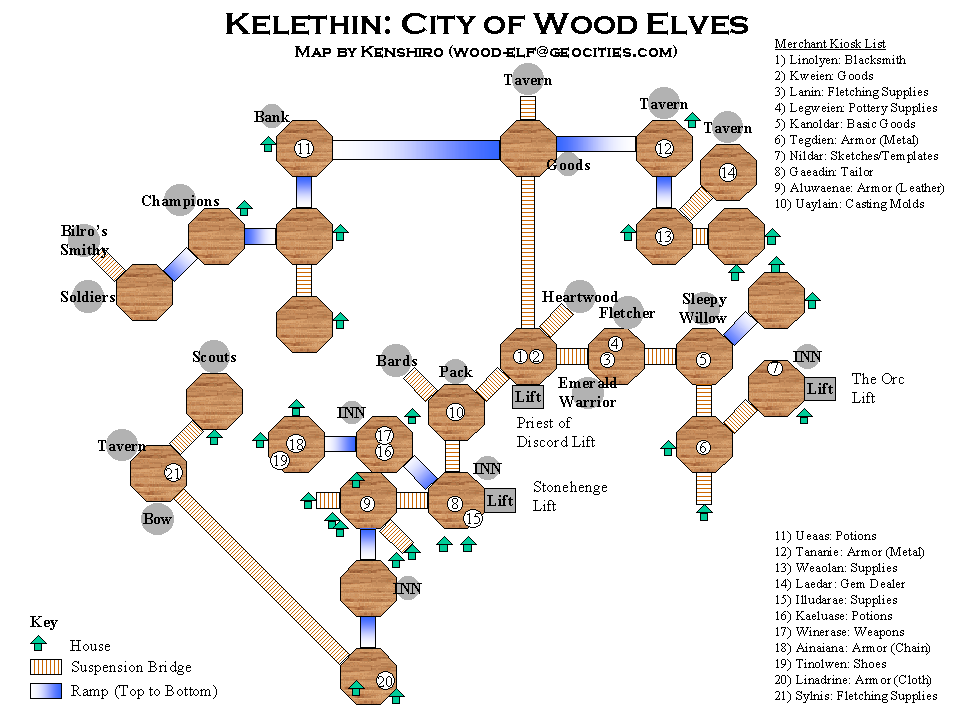 Kelethin: City of Wood Elves
Map by Kenshiro (wood-elf@geocities.com)
Merchant Kiosk List
1) Linolyen: Blacksmith
2) Kweien: Goods
3) Lanin: Fletching Supplies
4) Legweien: Pottery Supplies
5) Kanoldar: Basic Goods
6) Tegdien: Armor (Metal)
7) Nildar: Sketches/Templates
8) Gaeadin: Tailor
9) Aluwaenae: Armor (Leather)
10) Uaylain: Casting Molds
Tavern
Tavern
Tavern
Bank
Goods
11
12
14
13
Champions
Bilro's
Smithy
Soldiers
Heartwood
Fletcher
Sleepy
Willow
Scouts
Bards
Pack
1 2
4
3
5
INN
7
Lift
The Orc
Lift
Emerald
Warrior
Lift
Priest of
Discord Lift
10
INN
17
16
18
19
6
Tavern
21
Bow
INN
9
8
15
Lift
Stonehenge
Lift
INN
20
Key
House
Suspension Bridge
Ramp (Top to Bottom)
11) Ueaas: Potions
12) Tananie: Armor (Metal)
13) Weaolan: Supplies
14) Laedar: Gem Dealer
15) Illudarae: Supplies
16) Kaeluase: Potions
17) Winerase: Weapons
18) Ainaiana: Armor (Chain)
19) Tinolwen: Shoes
20) Linadrine: Armor (Cloth)
21) Sylnis: Fletching Supplies